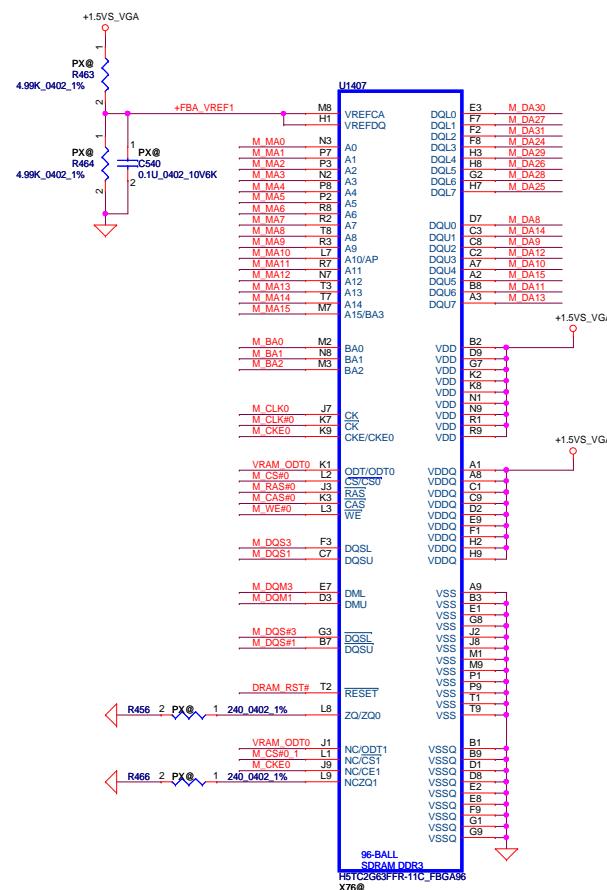 +1.5VS_VGA
PX@
R463
4.99K_0402_1%
1
2
+FBA_VREF1
PX@
R464
4.99K_0402_1%
1
2
PX@
C540
0.1U_0402_10V6K
1
2
U1407
M8 VREFCA
H1 VREFDQ
M_MA0 N3 A0
M_MA1 P7 A1
M_MA2 P3 A2
M_MA3 N2 A3
M_MA4 P8 A4
M_MA5 P2 A5
M_MA6 R8 A6
M_MA7 R2 A7
M_MA8 T8 A8
M_MA9 R3 A9
M_MA10 L7 A10/AP
M_MA11 R7 A11
M_MA12 N7 A12
M_MA13 T3 A13
M_MA14 T7 A14
M_MA15 M7 A15/BA3
M_BA0 M2 BA0
M_BA1 N8 BA1
M_BA2 M3 BA2
M_CLK0 J7 CK
M_CLK#0 K7 CK
M_CKE0 K9 CKE/CKE0
VRAM_ODT0 K1 ODT/ODT0
M_CS#0 L2 CS/CS0
M_RAS#0 J3 RAS
M_CAS#0 K3 CAS
M_WE#0 L3 WE
M_DQS3 F3 DQSL
M_DQS1 C7 DQSU
M_DQM3 E7 DML
M_DQM1 D3 DMU
M_DQS#3 G3 DQSL
M_DQS#1 B7 DQSU
DRAM_RST# T2 RESET
R456 2 PX@ 1 240_0402_1% L8 ZQ/ZQ0
VRAM_ODT0 J1 NC/ODT1
M_CS#0_1 L1 NC/CS1
M_CKE0 J9 NC/CE1
R466 2 PX@ 1 240_0402_1% L9 NCZQ1
DQL0 E3 M_DA30
DQL1 F7 M_DA27
DQL2 F2 M_DA31
DQL3 F8 M_DA24
DQL4 H3 M_DA29
DQL5 H8 M_DA26
DQL6 G2 M_DA28
DQL7 H7 M_DA25
DQU0 D7 M_DA8
DQU1 C3 M_DA14
DQU2 C8 M_DA9
DQU3 C2 M_DA12
DQU4 A7 M_DA10
DQU5 A2 M_DA15
DQU6 B8 M_DA11
DQU7 A3 M_DA13
+1.5VS_VGA
VDD B2
VDD D9
VDD G7
VDD K2
VDD K8
VDD N1
VDD N9
VDD R1
VDD R9
+1.5VS_VGA
VDDQ A1
VDDQ A8
VDDQ C1
VDDQ C9
VDDQ D2
VDDQ E9
VDDQ F1
VDDQ H2
VDDQ H9
VSS A9
VSS B3
VSS E1
VSS G8
VSS J2
VSS J8
VSS M1
VSS M9
VSS P1
VSS P9
VSS T1
VSS T9
VSSQ B1
VSSQ B9
VSSQ D1
VSSQ D8
VSSQ E2
VSSQ E8
VSSQ F9
VSSQ G1
VSSQ G9
96-BALL
SDRAM DDR3
H5TC2G63FFR-11C_FBGA96
X76@